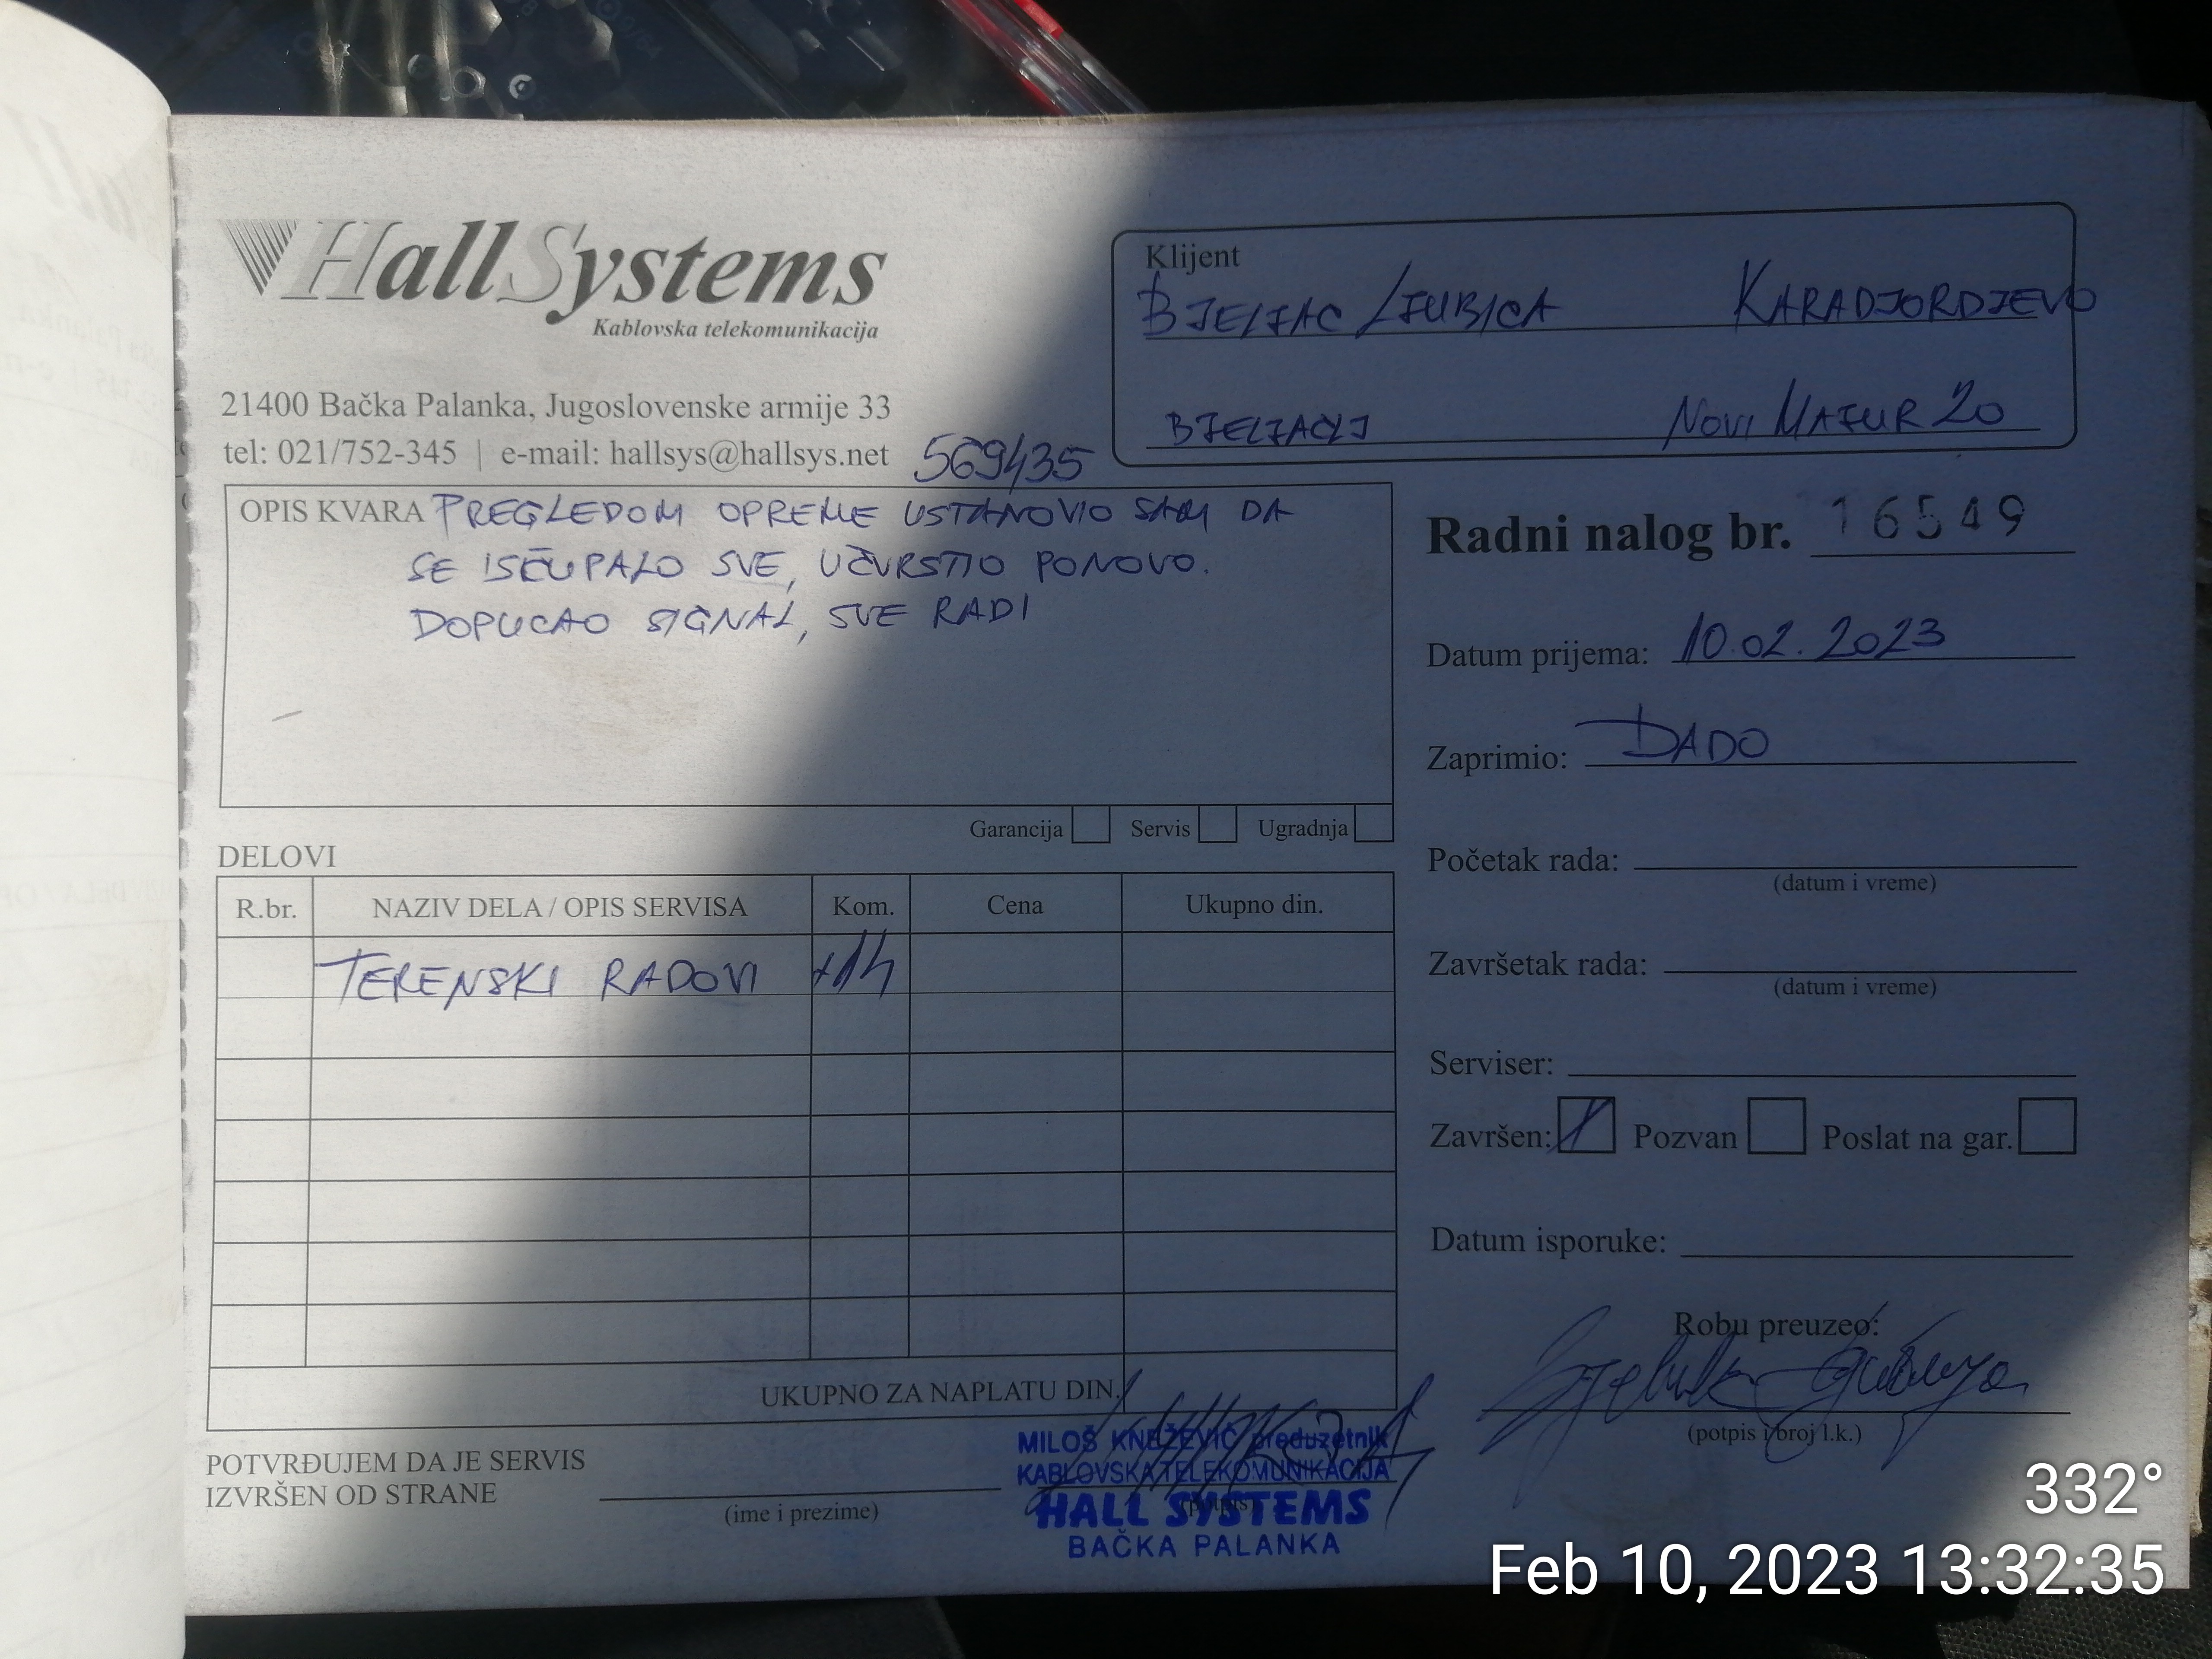 HallSystems
Kablovska telekomunikacija
21400 Bačka Palanka, Jugoslovenske armije 33
tel: 021/752-345 | e-mail: hallsys@hallsys.net
569435
Klijent
BJELJAC LJUBICA KARADJORDJEVO
NOVI MAJUR 20
OPIS KVARA PREGLEDOM OPREME USTANOVIO SAM DA
SE IŠČUPALO SVE, UČVRSTIO PONOVO.
DOPUCAO SIGNAL, SVE RADI
Garancija Servis Ugradnja
Radni nalog br. 16549
Datum prijema: 10.02.2023
Zaprimio: DADO
Početak rada:
(datum i vreme)
Završetak rada:
(datum i vreme)
Serviser:
Završen: Pozvan Poslat na gar.
Datum isporuke:
Robu preuzeo:
(potpis i broj l.k.)
DELOVI
R.br. NAZIV DELA / OPIS SERVISA Kom. Cena Ukupno din.
TERENSKI RADOVI
UKUPNO ZA NAPLATU DIN.
POTVRĐUJEM DA JE SERVIS
IZVRŠEN OD STRANE
(ime i prezime)
(potpis)
MILOŠ KNEŽEVIĆ preduzetnik
KABLOVSKA TELEKOMUNIKACIJA
HALL SYSTEMS
BAČKA PALANKA
332°
Feb 10, 2023 13:32:35